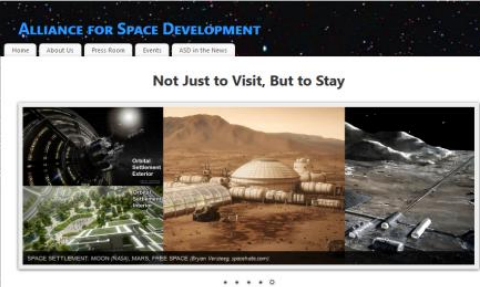 ALLIANCE FOR SPACE DEVELOPMENT
Home About Us Press Room Events ASD in the News
Not Just to Visit, But to Stay
Orbital
Settlement
Exterior
Orbital
Settlement
Interior
SPACE SETTLEMENT: MOON (NASA), MARS, FREE SPACE (Bryan Versteeg, spacehabs.com)